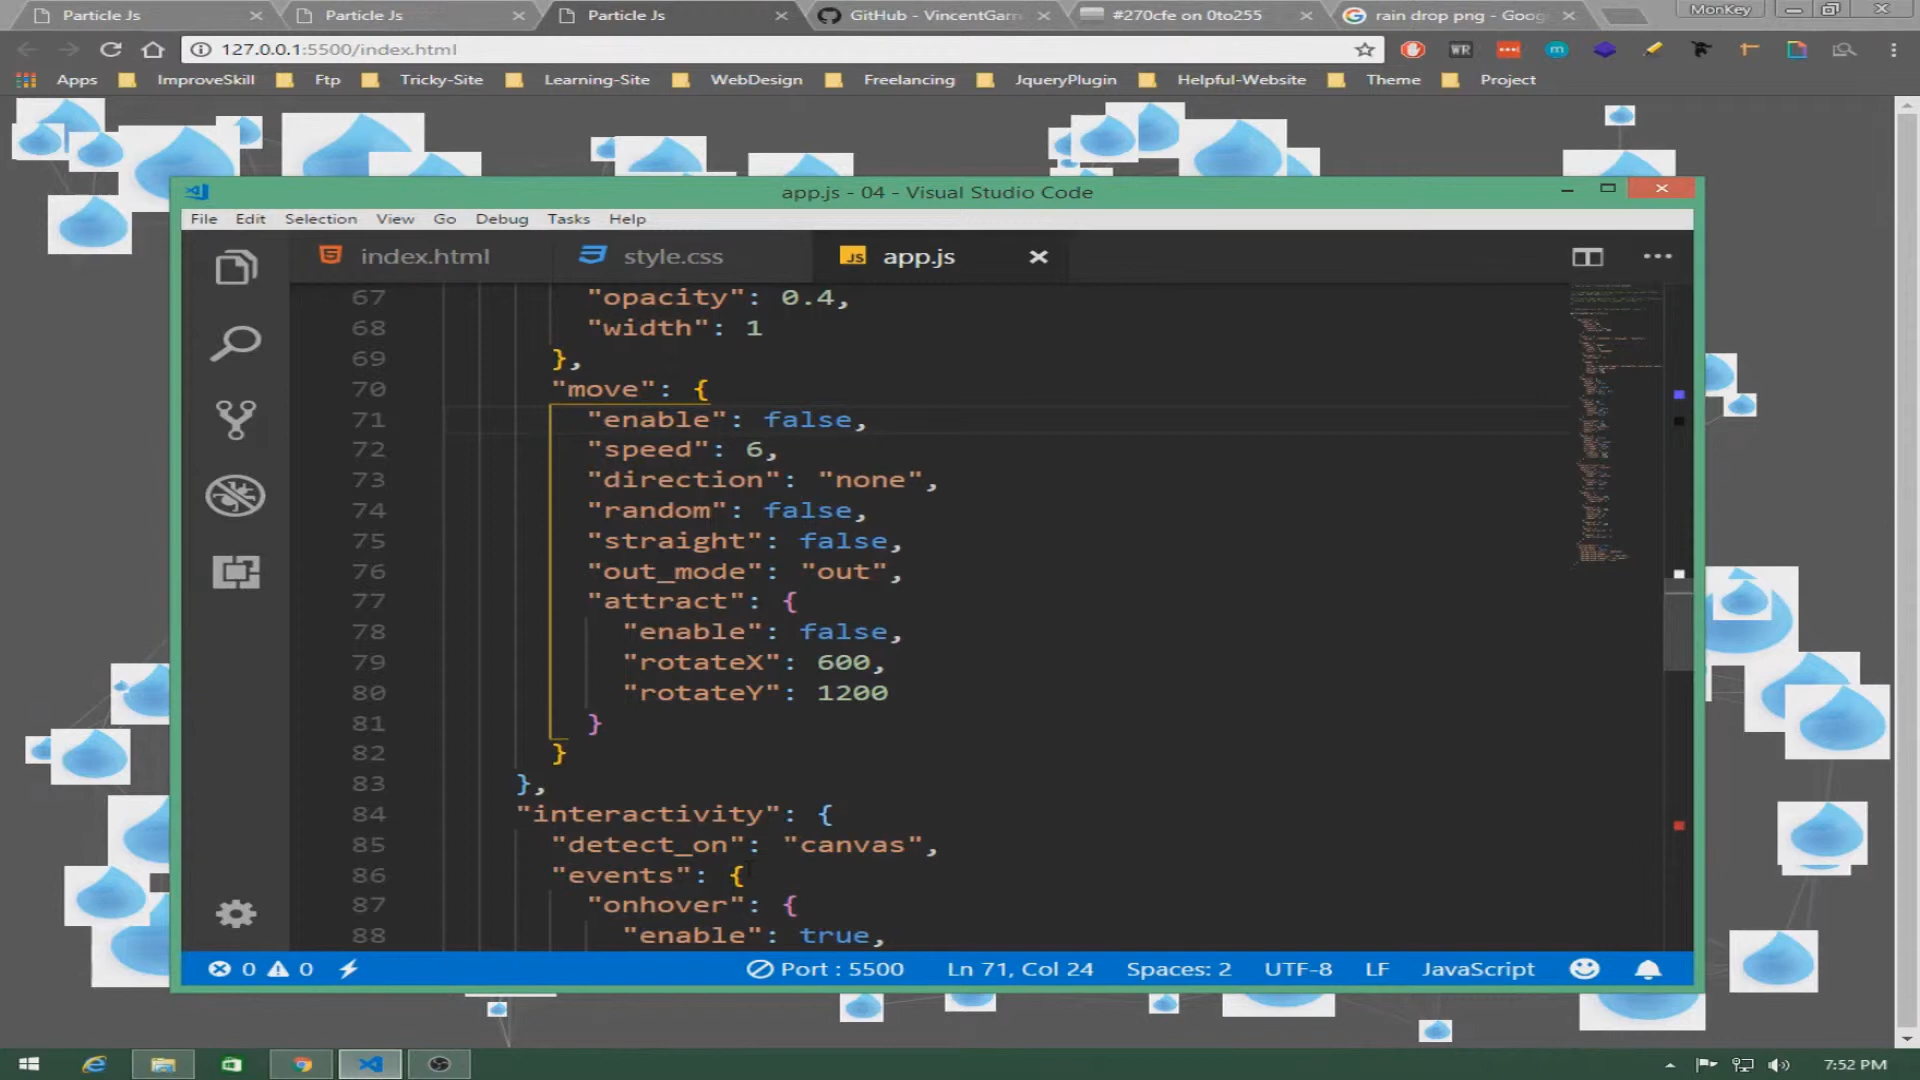 Particle Js
Particle Js
Particle Js
GitHub - VincentGarr
#270cfe on 0to255
rain drop png - Goog
MonKey
127.0.0.1:5500/index.html
WR
m
Apps
ImproveSkill
Ftp
Tricky-Site
Learning-Site
WebDesign
Freelancing
JqueryPlugin
Helpful-Website
Theme
Project
app.js - 04 - Visual Studio Code
File Edit Selection View Go Debug Tasks Help
index.html
style.css
JS app.js
67 "opacity": 0.4,
68 "width": 1
69 },
70 "move": {
71 "enable": false,
72 "speed": 6,
73 "direction": "none",
74 "random": false,
75 "straight": false,
76 "out_mode": "out",
77 "attract": {
78 "enable": false,
79 "rotateX": 600,
80 "rotateY": 1200
81 }
82 }
83 },
84 "interactivity": {
85 "detect_on": "canvas",
86 "events": {
87 "onhover": {
88 "enable": true,
0 0
Port : 5500
Ln 71, Col 24
Spaces: 2
UTF-8
LF
JavaScript
7:52 PM